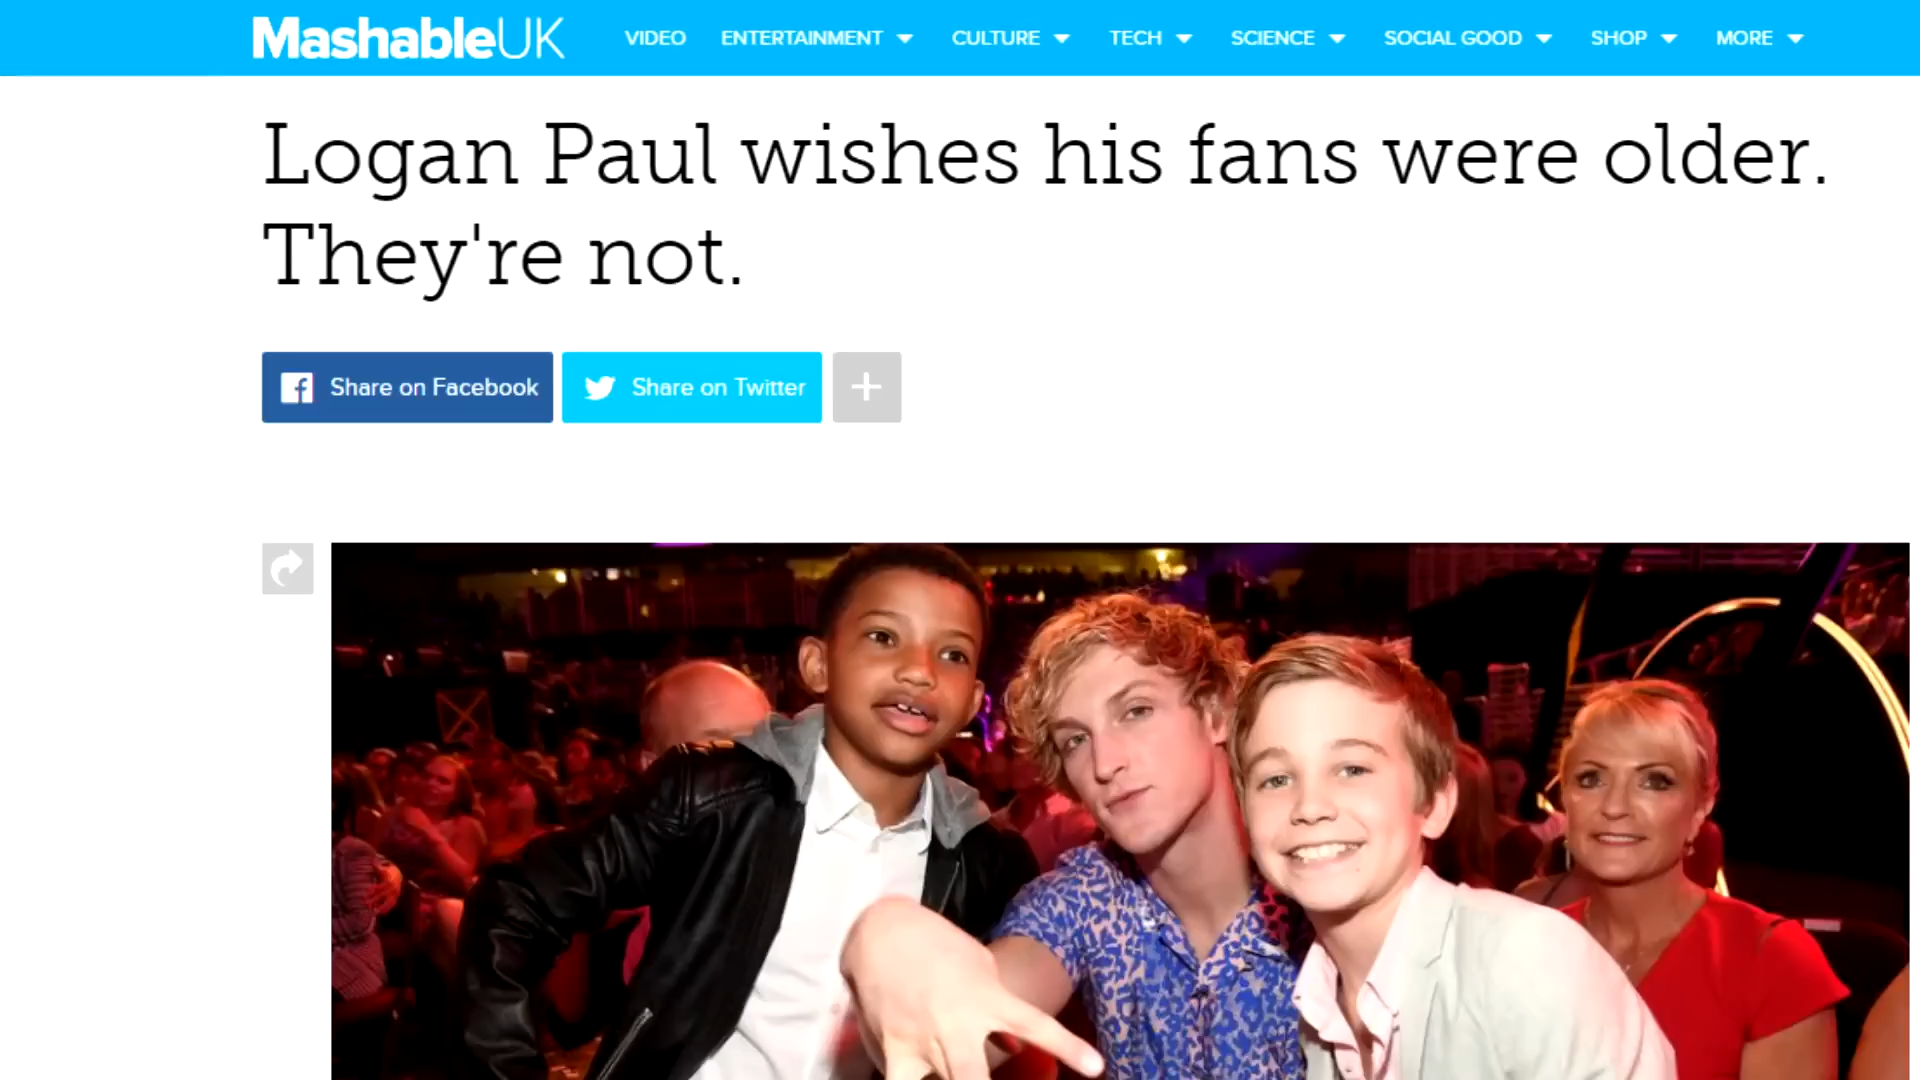 MashableUK VIDEO ENTERTAINMENT CULTURE TECH SCIENCE SOCIAL GOOD SHOP MORE
Logan Paul wishes his fans were older.
They're not.
Share on Facebook Share on Twitter +